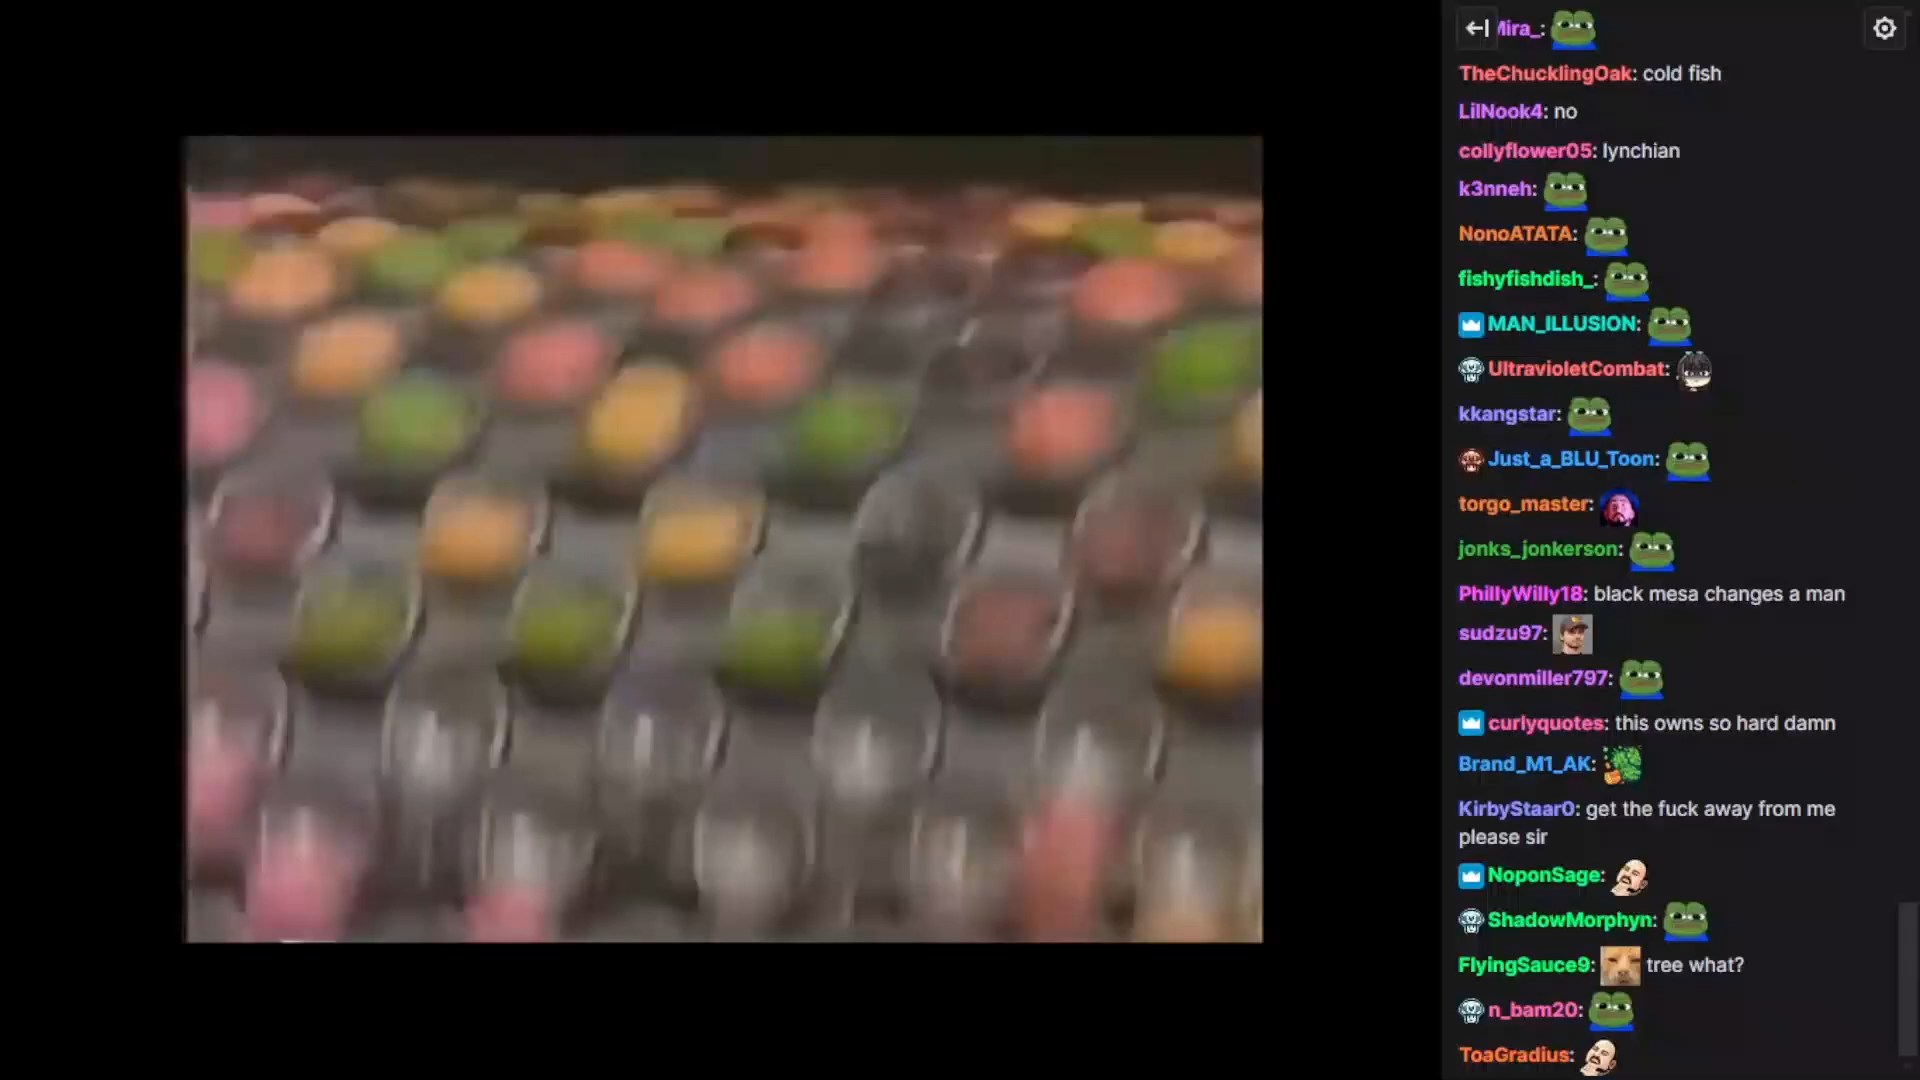 Mira_:
TheChucklingOak: cold fish
LilNook4: no
collyflower05: lynchian
k3nneh:
NonoATATA:
fishyfishdish_:
MAN_ILLUSION:
UltravioletCombat:
kkangstar:
Just_a_BLU_Toon:
torgo_master:
jonks_jonkerson:
PhillyWilly18: black mesa changes a man
sudzu97:
devonmiller797:
curlyquotes: this owns so hard damn
Brand_M1_AK:
KirbyStaar0: get the fuck away from me
please sir
NoponSage:
ShadowMorphyn:
FlyingSauce9: tree what?
n_bam20:
ToaGradius: